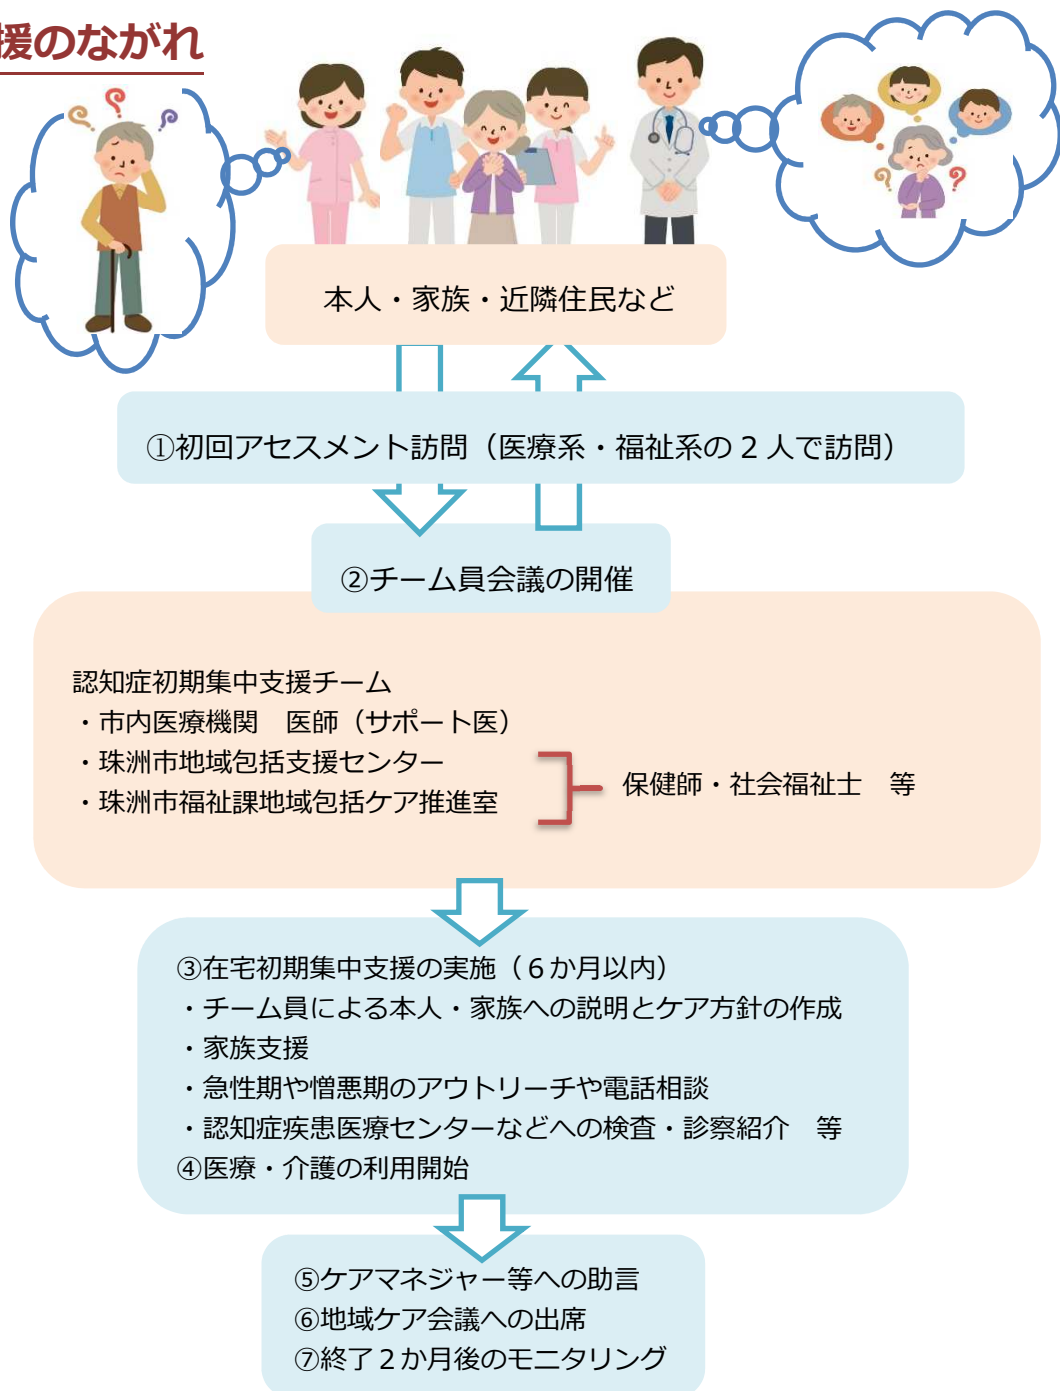 援のながれ
本人・家族・近隣住民など
①初回アセスメント訪問（医療系・福祉系の２人で訪問）
②チーム員会議の開催
認知症初期集中支援チーム
・市内医療機関　医師（サポート医）
・珠洲市地域包括支援センター
・珠洲市福祉課地域包括ケア推進室
保健師・社会福祉士　等
③在宅初期集中支援の実施（６か月以内）
・チーム員による本人・家族への説明とケア方針の作成
・家族支援
・急性期や憎悪期のアウトリーチや電話相談
・認知症疾患医療センターなどへの検査・診察紹介　等
④医療・介護の利用開始
⑤ケアマネジャー等への助言
⑥地域ケア会議への出席
⑦終了２か月後のモニタリング